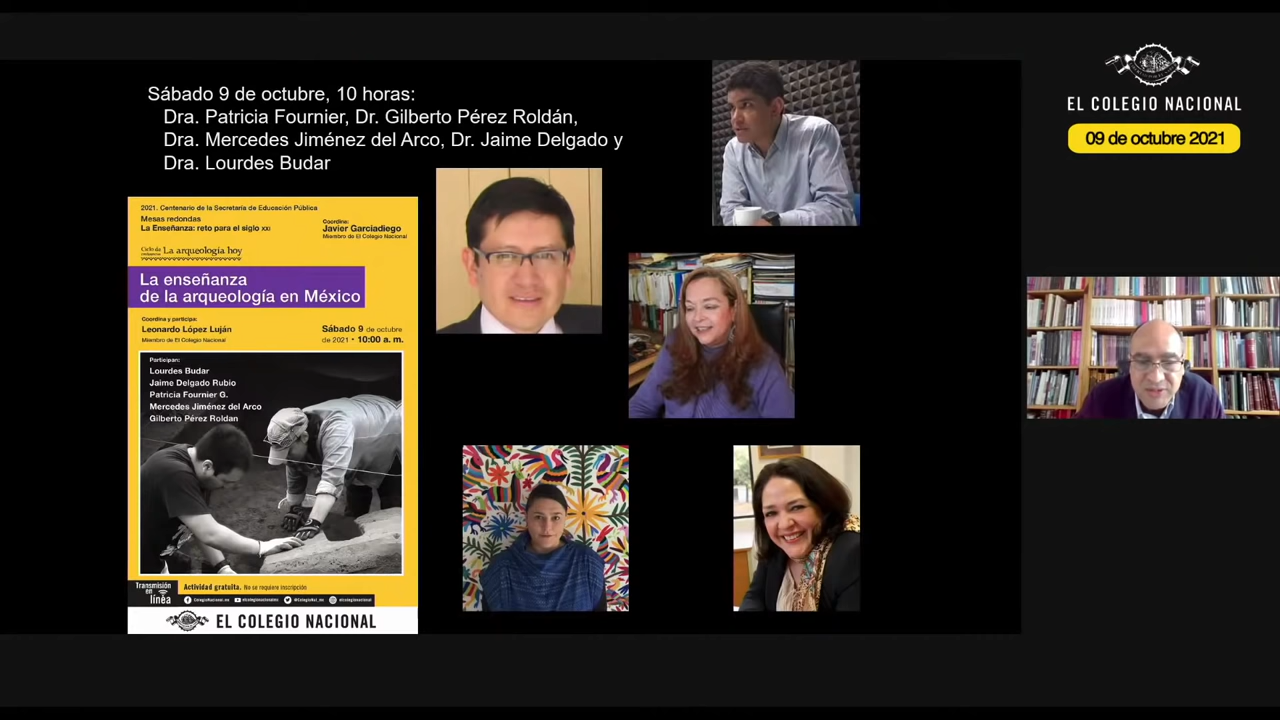 Sábado 9 de octubre, 10 horas:
Dra. Patricia Fournier, Dr. Gilberto Pérez Roldán,
Dra. Mercedes Jiménez del Arco, Dr. Jaime Delgado y
Dra. Lourdes Budar
2021. Centenario de la Secretaría de Educación Pública
Mesas redondas
La Enseñanza: reto para el siglo XXI
Coordina:
Javier Garciadiego
Miembro de El Colegio Nacional
La arqueología hoy
La enseñanza
de la arqueología en México
Coordina y participa:
Leonardo López Luján
Miembro de El Colegio Nacional
Sábado 9 de octubre
de 2021 • 10:00 a. m.
Participan:
Lourdes Budar
Jaime Delgado Rubio
Patricia Fournier G.
Mercedes Jiménez del Arco
Gilberto Pérez Roldan
Transmisión
en
línea
Actividad gratuita. No se requiere inscripción
EL COLEGIO NACIONAL
EL COLEGIO NACIONAL
09 de octubre 2021